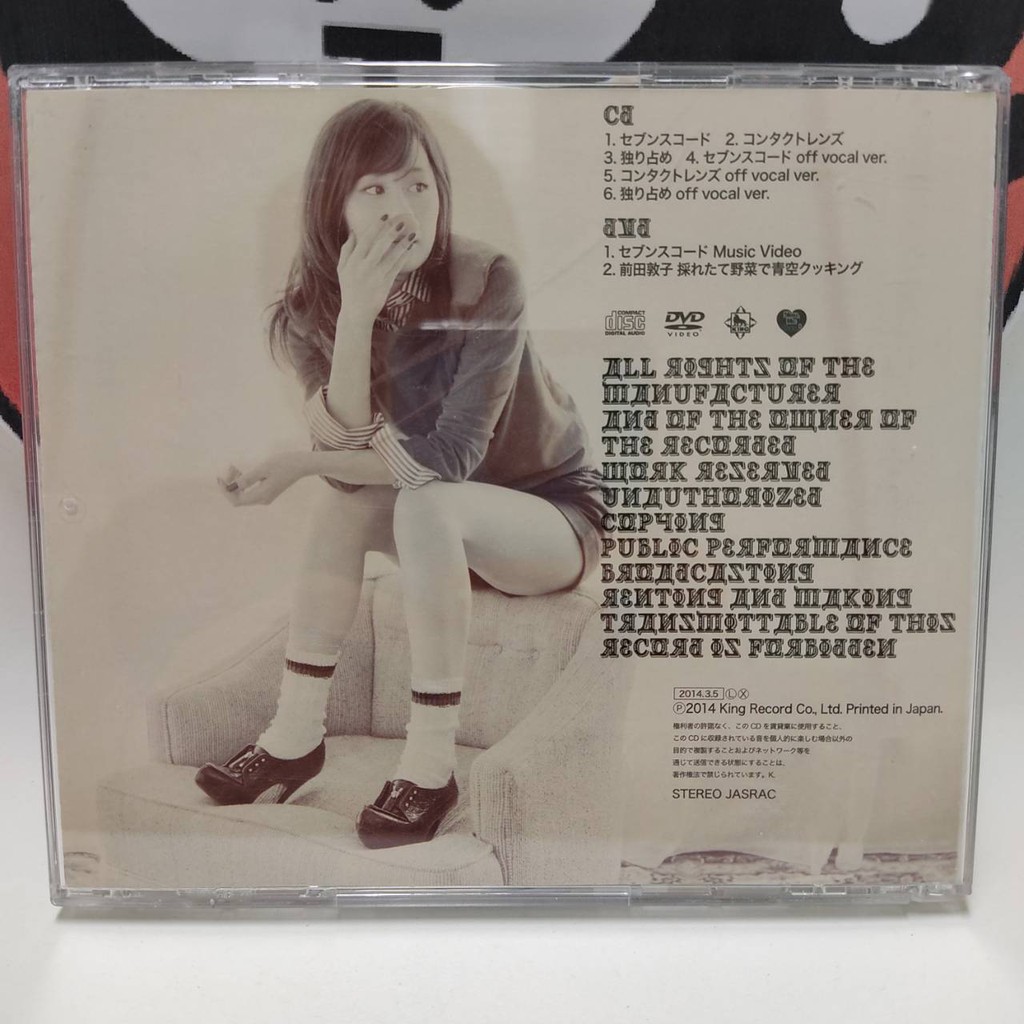 CD
1. セブンスコード 2. コンタクトレンズ
3. 独り占め 4. セブンスコード off vocal ver.
5. コンタクトレンズ off vocal ver.
6. 独り占め off vocal ver.
DVD
1. セブンスコード Music Video
2. 前田敦子 採れたて野菜で青空クッキング
COMPACT disc DIGITAL AUDIO DVD VIDEO KING
ALL RIGHTS OF THE
MANUFACTURER
AND OF THE OWNER OF
THE RECORDED
WORK RESERVED
UNAUTHORIZED
COPYING
PUBLIC PERFORMANCE
BROADCASTING
RENTING AND MAKING
TRANSMITTABLE OF THIS
RECORD IS FORBIDDEN
2014.3.5 Ⓛ Ⓧ
Ⓟ2014 King Record Co., Ltd. Printed in Japan.
権利者の許諾なく、このCDを賃貸業に使用すること、
このCDに収録されている音を個人的に楽しむ場合以外の
目的で複製することおよびネットワーク等を
通じて送信できる状態にすることは、
著作権法で禁じられています。K.
STEREO JASRAC